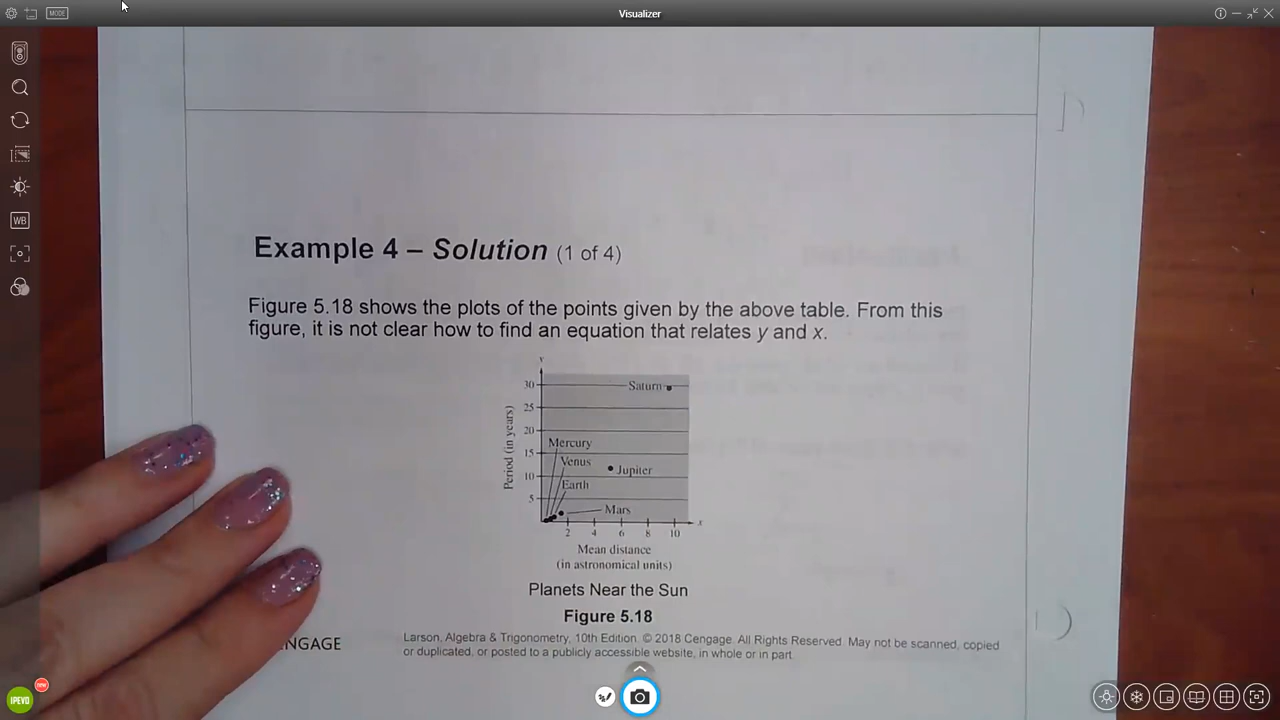 MODE
Visualizer
WB
Example 4 – Solution (1 of 4)
Figure 5.18 shows the plots of the points given by the above table. From this
figure, it is not clear how to find an equation that relates y and x.
y
30
Saturn
25
20
Mercury
15
Venus
Jupiter
10
Earth
5
Mars
x
2 4 6 8 10
Period (in years)
Mean distance
(in astronomical units)
Planets Near the Sun
Figure 5.18
NGAGE
Larson, Algebra & Trigonometry, 10th Edition. © 2018 Cengage. All Rights Reserved. May not be scanned, copied
or duplicated, or posted to a publicly accessible website, in whole or in part.
IPEVO